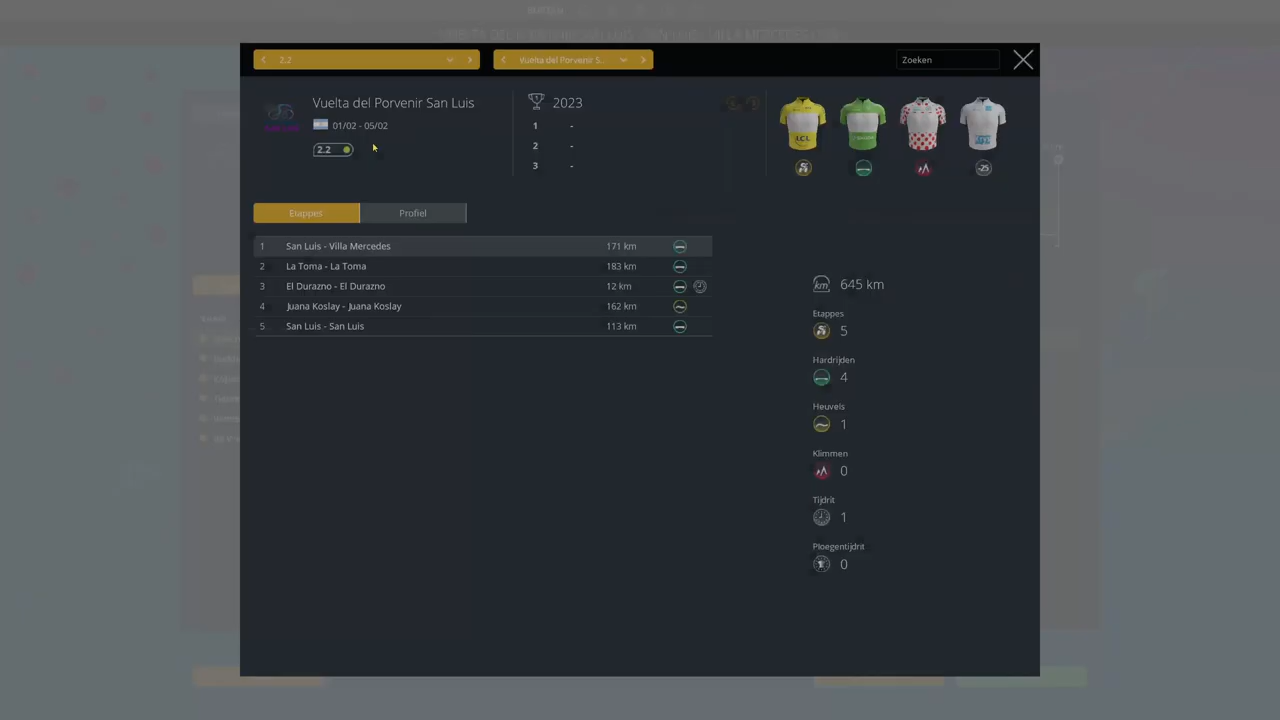 2.2
Vuelta del Porvenir S...
Zoeken
Vuelta del Porvenir San Luis
01/02 - 05/02
2.2
2023
1 -
2 -
3 -
LCL
-25
Etappes
Profiel
1 San Luis - Villa Mercedes 171 km
2 La Toma - La Toma 183 km
3 El Durazno - El Durazno 12 km
4 Juana Koslay - Juana Koslay 162 km
5 San Luis - San Luis 113 km
km 645 km
Etappes
5
Hardrijden
4
Heuvels
1
Klimmen
0
Tijdrit
1
Ploegentijdrit
0